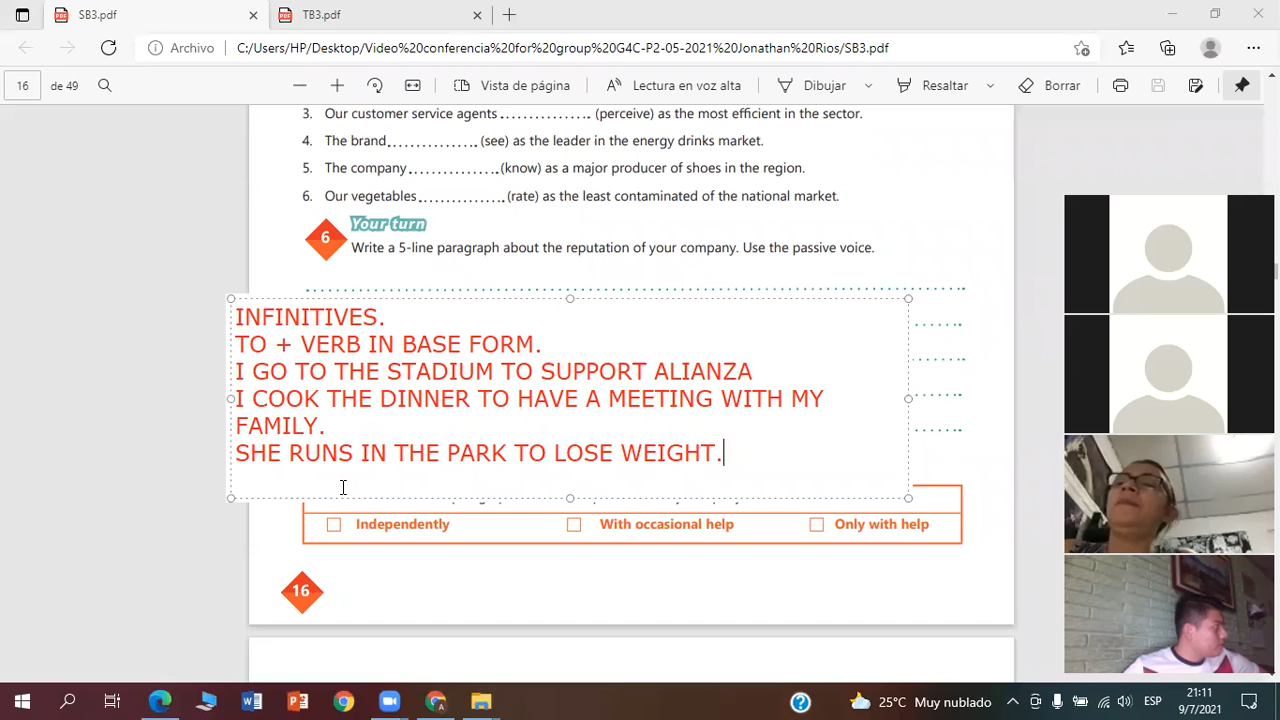 SB3.pdf
TB3.pdf
Archivo
C:/Users/HP/Desktop/Video%20conferencia%20for%20group%20G4C-P2-05-2021%20Jonathan%20Rios/SB3.pdf
16 de 49
Vista de página
Lectura en voz alta
Dibujar
Resaltar
Borrar
3. Our customer service agents .............. (perceive) as the most efficient in the sector.
4. The brand .............. (see) as the leader in the energy drinks market.
5. The company .............. (know) as a major producer of shoes in the region.
6. Our vegetables .............. (rate) as the least contaminated of the national market.
6 Your turn
Write a 5-line paragraph about the reputation of your company. Use the passive voice.
INFINITIVES.
TO + VERB IN BASE FORM.
I GO TO THE STADIUM TO SUPPORT ALIANZA
I COOK THE DINNER TO HAVE A MEETING WITH MY
FAMILY.
SHE RUNS IN THE PARK TO LOSE WEIGHT.
Independently
With occasional help
Only with help
16
25°C Muy nublado
ESP
21:11
9/7/2021